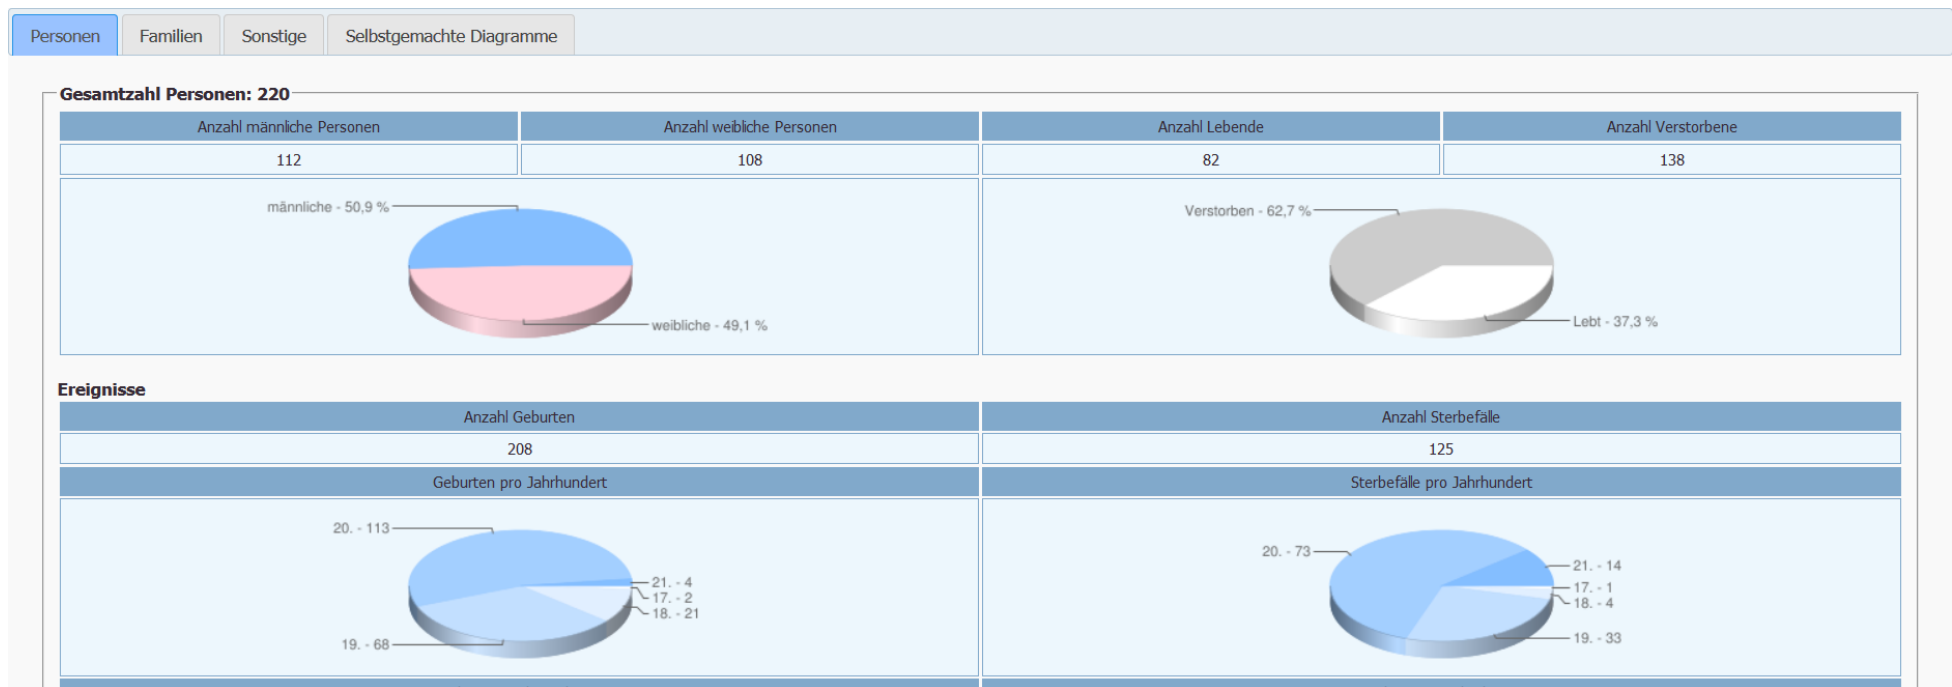 Personen Familien Sonstige Selbstgemachte Diagramme
Gesamtzahl Personen: 220
Anzahl männliche Personen Anzahl weibliche Personen Anzahl Lebende Anzahl Verstorbene
112 108 82 138
männliche - 50,9 %
weibliche - 49,1 %
Verstorben - 62,7 %
Lebt - 37,3 %
Ereignisse
Anzahl Geburten Anzahl Sterbefälle
208 125
Geburten pro Jahrhundert Sterbefälle pro Jahrhundert
20. - 113
21. - 4
17. - 2
18. - 21
19. - 68
20. - 73
21. - 14
17. - 1
18. - 4
19. - 33